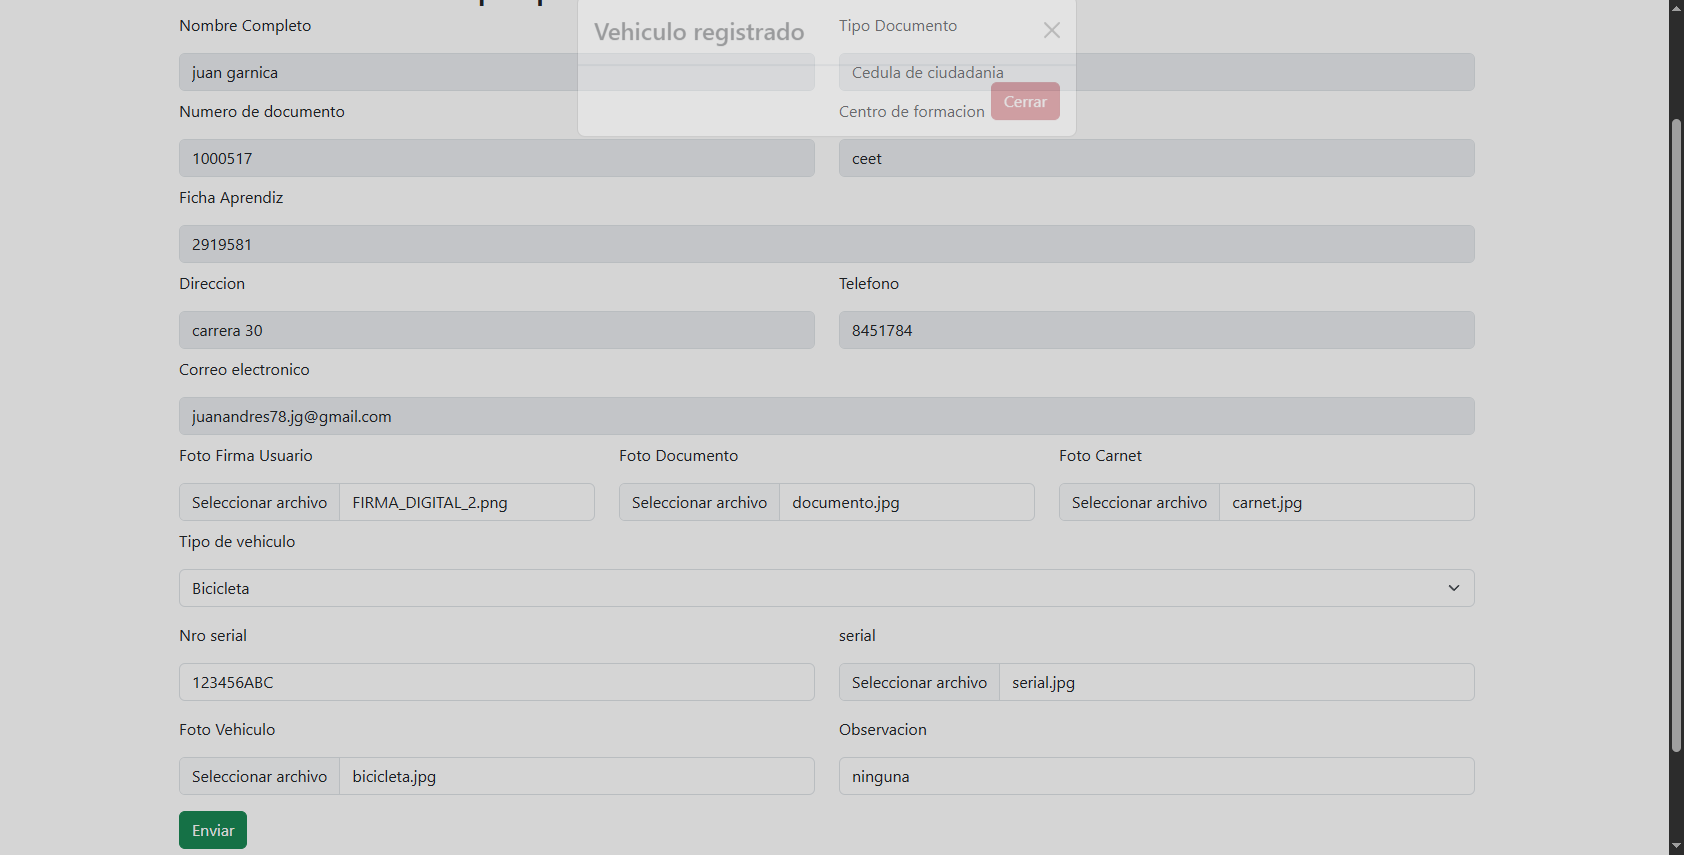 Nombre Completo
Vehiculo registrado
Tipo Documento
juan garnica
Cedula de ciudadania
Cerrar
Numero de documento
Centro de formacion
1000517
ceet
Ficha Aprendiz
2919581
Direccion
Telefono
carrera 30
8451784
Correo electronico
juanandres78.jg@gmail.com
Foto Firma Usuario
Foto Documento
Foto Carnet
Seleccionar archivo FIRMA_DIGITAL_2.png
Seleccionar archivo documento.jpg
Seleccionar archivo carnet.jpg
Tipo de vehiculo
Bicicleta
Nro serial
serial
123456ABC
Seleccionar archivo serial.jpg
Foto Vehiculo
Observacion
Seleccionar archivo bicicleta.jpg
ninguna
Enviar